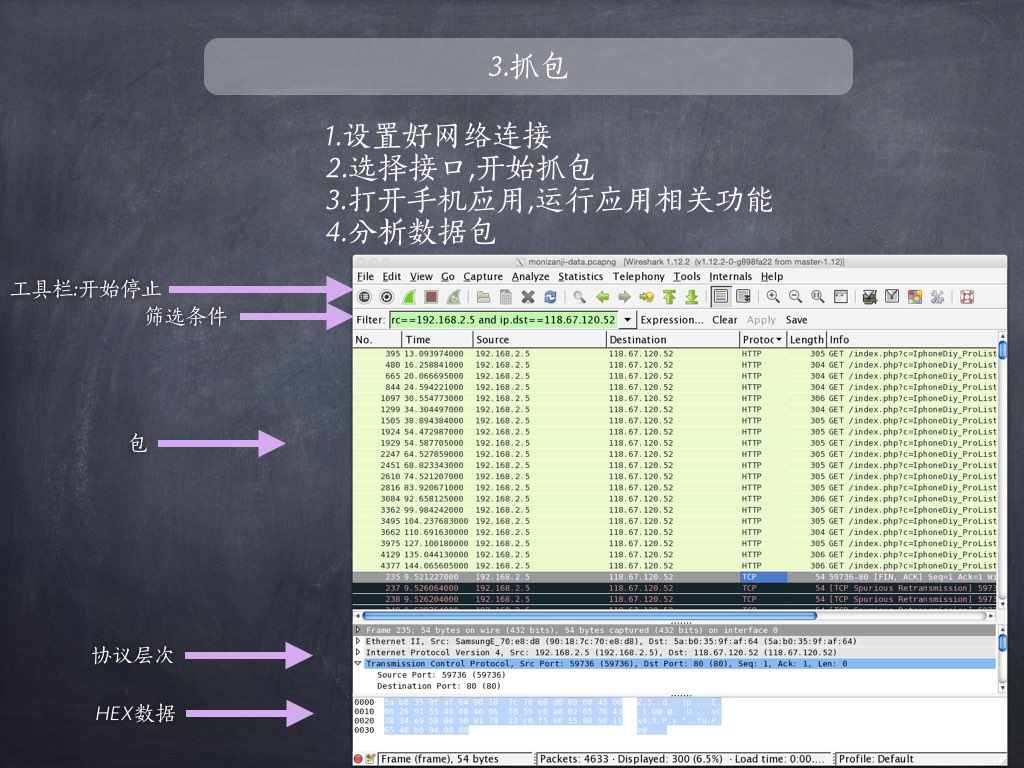 3.抓包
1.设置好网络连接
2.选择接口,开始抓包
3.打开手机应用,运行应用相关功能
4.分析数据包
monizanji-data.pcapng [Wireshark 1.12.2 (v1.12.2-0-g898fa22 from master-1.12)]
File Edit View Go Capture Analyze Statistics Telephony Tools Internals Help
工具栏:开始停止
筛选条件
Filter: rc==192.168.2.5 and ip.dst==118.67.120.52 Expression... Clear Apply Save
No. Time Source Destination Protoc Length Info
395 13.093974000 192.168.2.5 118.67.120.52 HTTP 305 GET /index.php?c=IphoneDiy_ProList
480 16.258841000 192.168.2.5 118.67.120.52 HTTP 304 GET /index.php?c=IphoneDiy_ProList
665 20.066695000 192.168.2.5 118.67.120.52 HTTP 305 GET /index.php?c=IphoneDiy_ProList
844 24.594221000 192.168.2.5 118.67.120.52 HTTP 304 GET /index.php?c=IphoneDiy_ProList
1097 30.554773000 192.168.2.5 118.67.120.52 HTTP 306 GET /index.php?c=IphoneDiy_ProList
1299 34.304497000 192.168.2.5 118.67.120.52 HTTP 304 GET /index.php?c=IphoneDiy_ProList
1505 38.894384000 192.168.2.5 118.67.120.52 HTTP 305 GET /index.php?c=IphoneDiy_ProList
1924 54.472987000 192.168.2.5 118.67.120.52 HTTP 305 GET /index.php?c=IphoneDiy_ProList
包
1929 54.587705000 192.168.2.5 118.67.120.52 HTTP 305 GET /index.php?c=IphoneDiy_ProList
2247 64.527859000 192.168.2.5 118.67.120.52 HTTP 306 GET /index.php?c=IphoneDiy_ProList
2451 68.823343000 192.168.2.5 118.67.120.52 HTTP 305 GET /index.php?c=IphoneDiy_ProList
2610 74.521207000 192.168.2.5 118.67.120.52 HTTP 304 GET /index.php?c=IphoneDiy_ProList
2816 83.920671000 192.168.2.5 118.67.120.52 HTTP 305 GET /index.php?c=IphoneDiy_ProList
3084 92.658125000 192.168.2.5 118.67.120.52 HTTP 306 GET /index.php?c=IphoneDiy_ProList
3362 99.984242000 192.168.2.5 118.67.120.52 HTTP 306 GET /index.php?c=IphoneDiy_ProList
3495 104.237683000 192.168.2.5 118.67.120.52 HTTP 305 GET /index.php?c=IphoneDiy_ProList
3662 110.691630000 192.168.2.5 118.67.120.52 HTTP 304 GET /index.php?c=IphoneDiy_ProList
3975 127.100180000 192.168.2.5 118.67.120.52 HTTP 305 GET /index.php?c=IphoneDiy_ProList
4129 135.044130000 192.168.2.5 118.67.120.52 HTTP 306 GET /index.php?c=IphoneDiy_ProList
4377 144.065605000 192.168.2.5 118.67.120.52 HTTP 306 GET /index.php?c=IphoneDiy_ProList
235 9.521227000 192.168.2.5 118.67.120.52 TCP 54 59736→80 [FIN, ACK] Seq=1 Ack=1 Wi
237 9.526064000 192.168.2.5 118.67.120.52 TCP 54 [TCP Spurious Retransmission] 5973
238 9.526204000 192.168.2.5 118.67.120.52 TCP 54 [TCP Spurious Retransmission] 5973
Frame 235: 54 bytes on wire (432 bits), 54 bytes captured (432 bits) on interface 0
Ethernet II, Src: SamsungE_70:e8:d8 (90:18:7c:70:e8:d8), Dst: 5a:b0:35:9f:af:64 (5a:b0:35:9f:af:64)
协议层次
Internet Protocol Version 4, Src: 192.168.2.5 (192.168.2.5), Dst: 118.67.120.52 (118.67.120.52)
Transmission Control Protocol, Src Port: 59736 (59736), Dst Port: 80 (80), Seq: 1, Ack: 1, Len: 0
Source Port: 59736 (59736)
Destination Port: 80 (80)
HEX数据
0000 5a b0 35 9f af 64 90 18 7c 70 e8 d8 08 00 45 00
0010 00 28 91 55 40 00 40 06 f8 55 c0 a8 02 05 76 43
0020 78 34 e9 58 00 50 91 79 22 c0 f5 66 55 90 50 11
0030
Frame (frame), 54 bytes Packets: 4633 · Displayed: 300 (6.5%) · Load time: 0:00.... Profile: Default